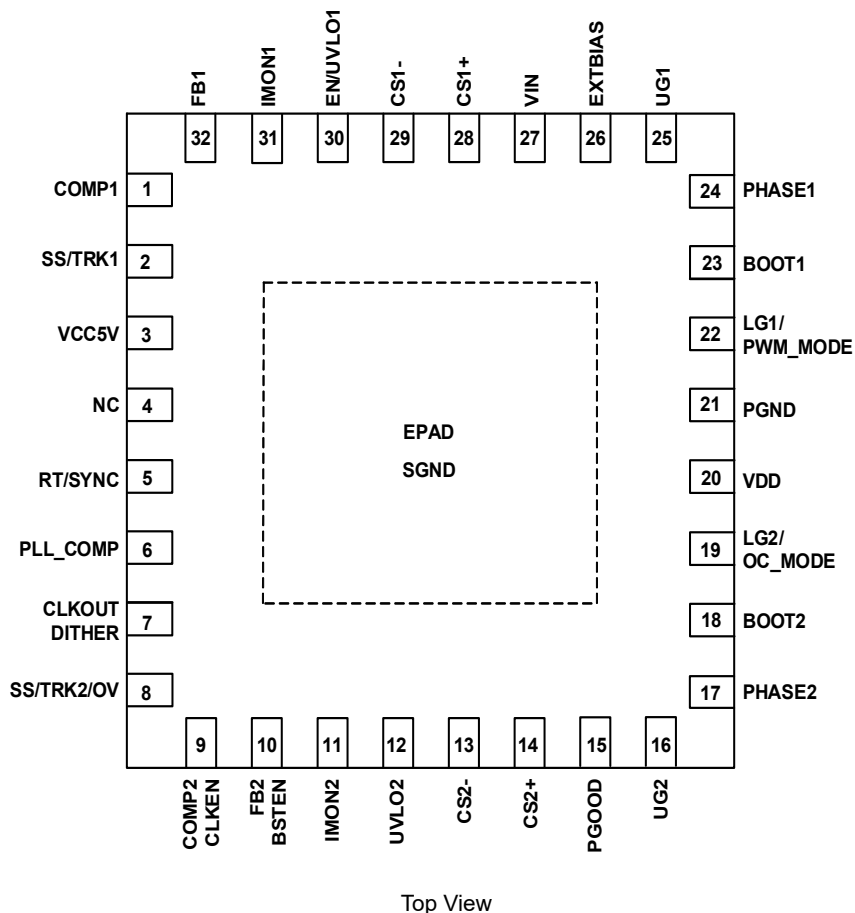 FB1
IMON1
EN/UVLO1
CS1-
CS1+
VIN
EXTBIAS
UG1
32
31
30
29
28
27
26
25
COMP1
1
SS/TRK1
2
VCC5V
3
NC
4
RT/SYNC
5
PLL_COMP
6
CLKOUT
DITHER
7
SS/TRK2/OV
8
EPAD
SGND
24
PHASE1
23
BOOT1
22
LG1/
PWM_MODE
21
PGND
20
VDD
19
LG2/
OC_MODE
18
BOOT2
17
PHASE2
9
10
11
12
13
14
15
16
COMP2
CLKEN
FB2
BSTEN
IMON2
UVLO2
CS2-
CS2+
PGOOD
UG2
Top View